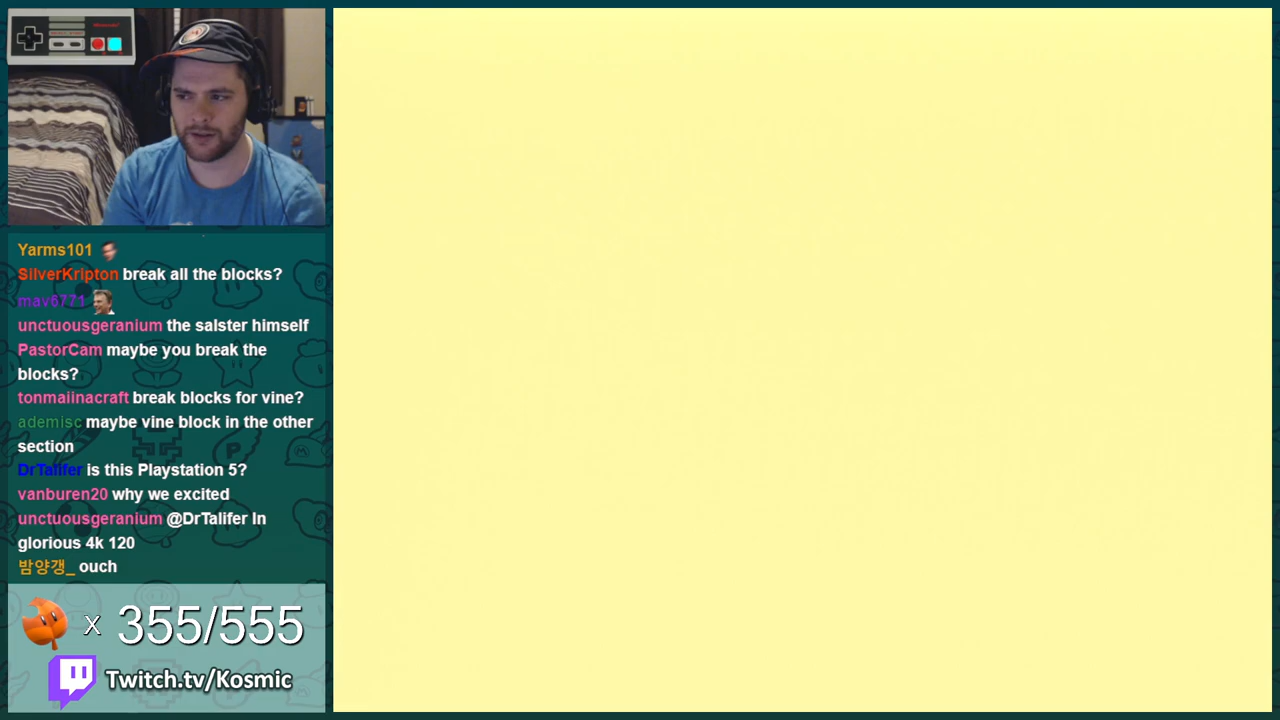 Yarms101
SilverKripton break all the blocks?
mav6771
unctuousgeranium the salster himself
PastorCam maybe you break the
blocks?
tonmaiinacraft break blocks for vine?
ademisc maybe vine block in the other
section
DrTalifer is this Playstation 5?
vanburen20 why we excited
unctuousgeranium @DrTalifer In
glorious 4k 120
밤양갱_ ouch
x 355/555
Twitch.tv/Kosmic